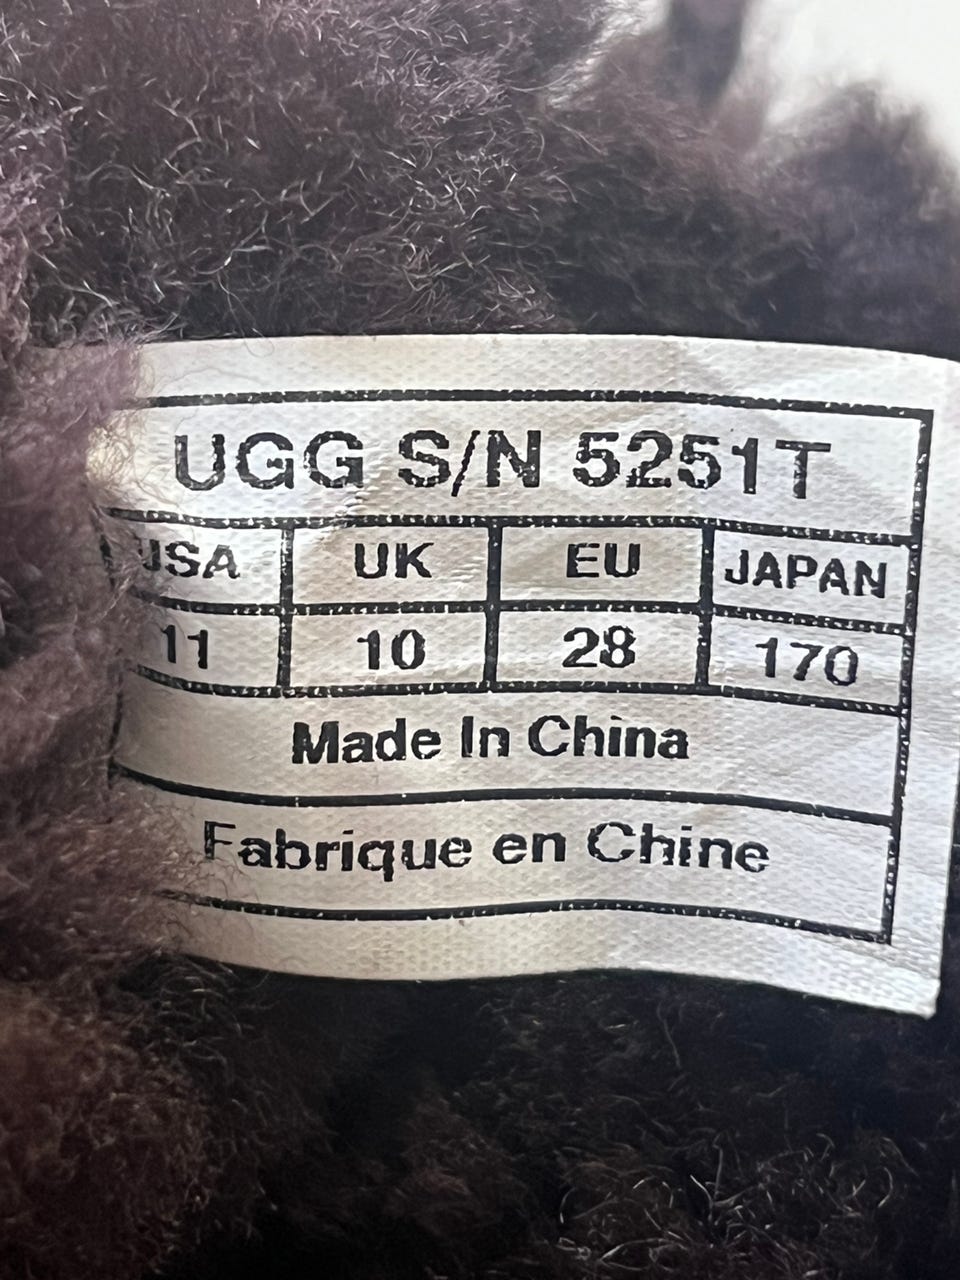 UGG S/N 5251T
USA UK EU JAPAN
11 10 28 170
Made In China
Fabrique en Chine